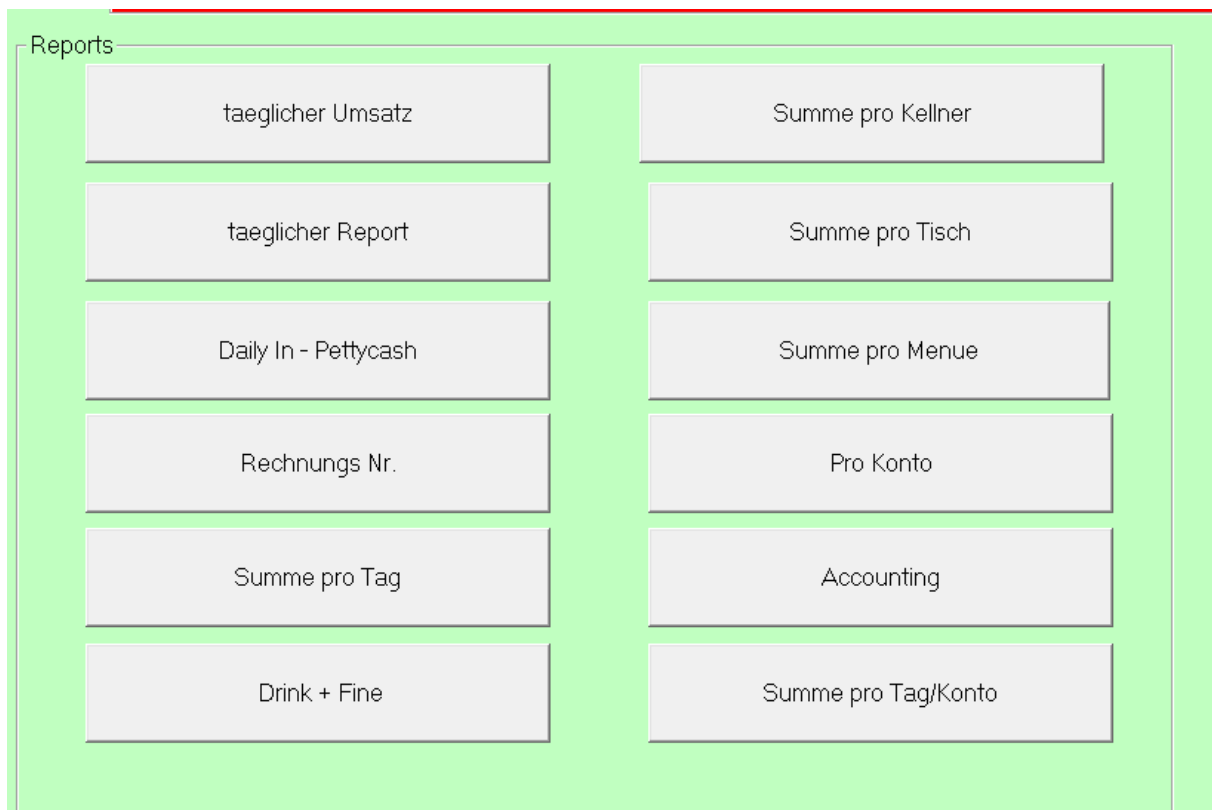 Reports
taeglicher Umsatz
Summe pro Kellner
taeglicher Report
Summe pro Tisch
Daily In - Pettycash
Summe pro Menue
Rechnungs Nr.
Pro Konto
Summe pro Tag
Accounting
Drink + Fine
Summe pro Tag/Konto